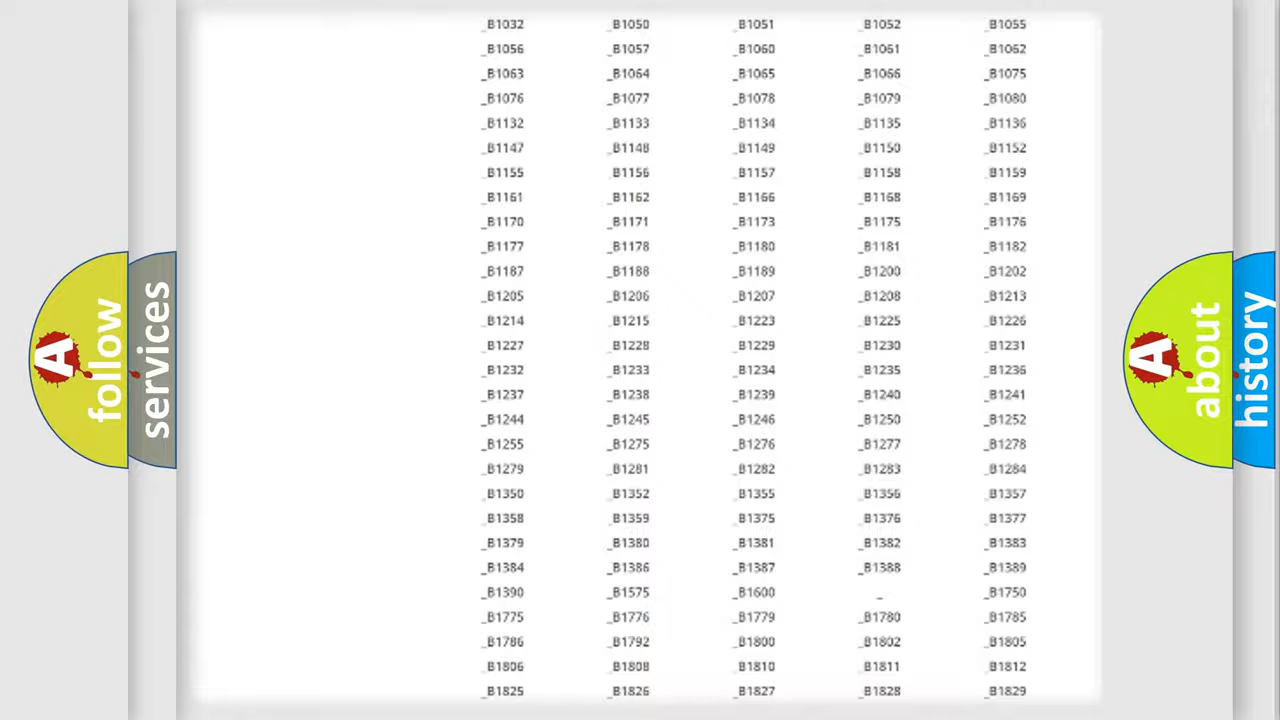 _B1032 _B1050 _B1051 _B1052 _B1055
_B1056 _B1057 _B1060 _B1061 _B1062
_B1063 _B1064 _B1065 _B1066 _B1075
_B1076 _B1077 _B1078 _B1079 _B1080
_B1132 _B1133 _B1134 _B1135 _B1136
_B1147 _B1148 _B1149 _B1150 _B1152
_B1155 _B1156 _B1157 _B1158 _B1159
_B1161 _B1162 _B1166 _B1168 _B1169
_B1170 _B1171 _B1173 _B1175 _B1176
_B1177 _B1178 _B1180 _B1181 _B1182
_B1187 _B1188 _B1189 _B1200 _B1202
_B1205 _B1206 _B1207 _B1208 _B1213
_B1214 _B1215 _B1223 _B1225 _B1226
_B1227 _B1228 _B1229 _B1230 _B1231
_B1232 _B1233 _B1234 _B1235 _B1236
_B1237 _B1238 _B1239 _B1240 _B1241
_B1244 _B1245 _B1246 _B1250 _B1252
_B1255 _B1275 _B1276 _B1277 _B1278
_B1279 _B1281 _B1282 _B1283 _B1284
_B1350 _B1352 _B1355 _B1356 _B1357
_B1358 _B1359 _B1375 _B1376 _B1377
_B1379 _B1380 _B1381 _B1382 _B1383
_B1384 _B1386 _B1387 _B1388 _B1389
_B1390 _B1575 _B1600 _ _B1750
_B1775 _B1776 _B1779 _B1780 _B1785
_B1786 _B1792 _B1800 _B1802 _B1805
_B1806 _B1808 _B1810 _B1811 _B1812
_B1825 _B1826 _B1827 _B1828 _B1829
A
follow
services
A
about
history